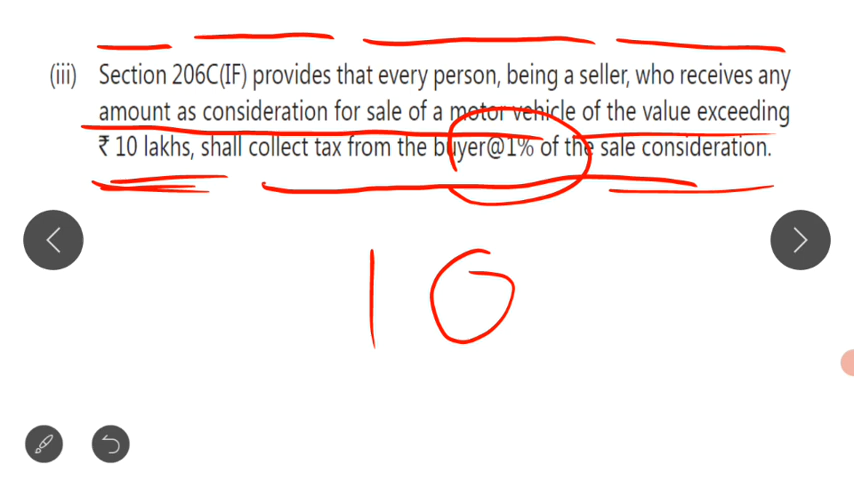 (iii) Section 206C(IF) provides that every person, being a seller, who receives any
amount as consideration for sale of a motor vehicle of the value exceeding
₹ 10 lakhs, shall collect tax from the buyer@1% of the sale consideration.
10